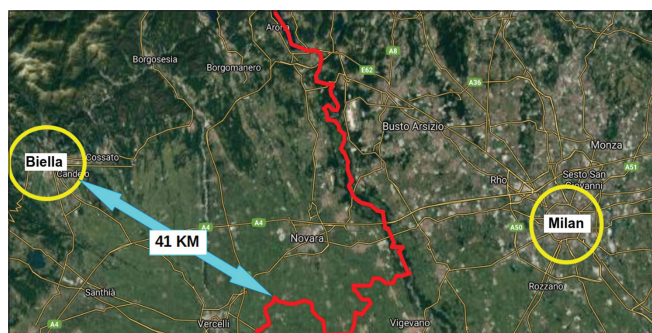 Arona
A8
Borgosesia
Borgomanero
E62
A36
Busto Arsizio
Monza
Biella
Cossato
Candelo
Rho
Sesto San
Giovanni
A51
A4
A4
A50
Milan
41 KM
Novara
Santhià
Rozzano
A4
Vercelli
Vigevano